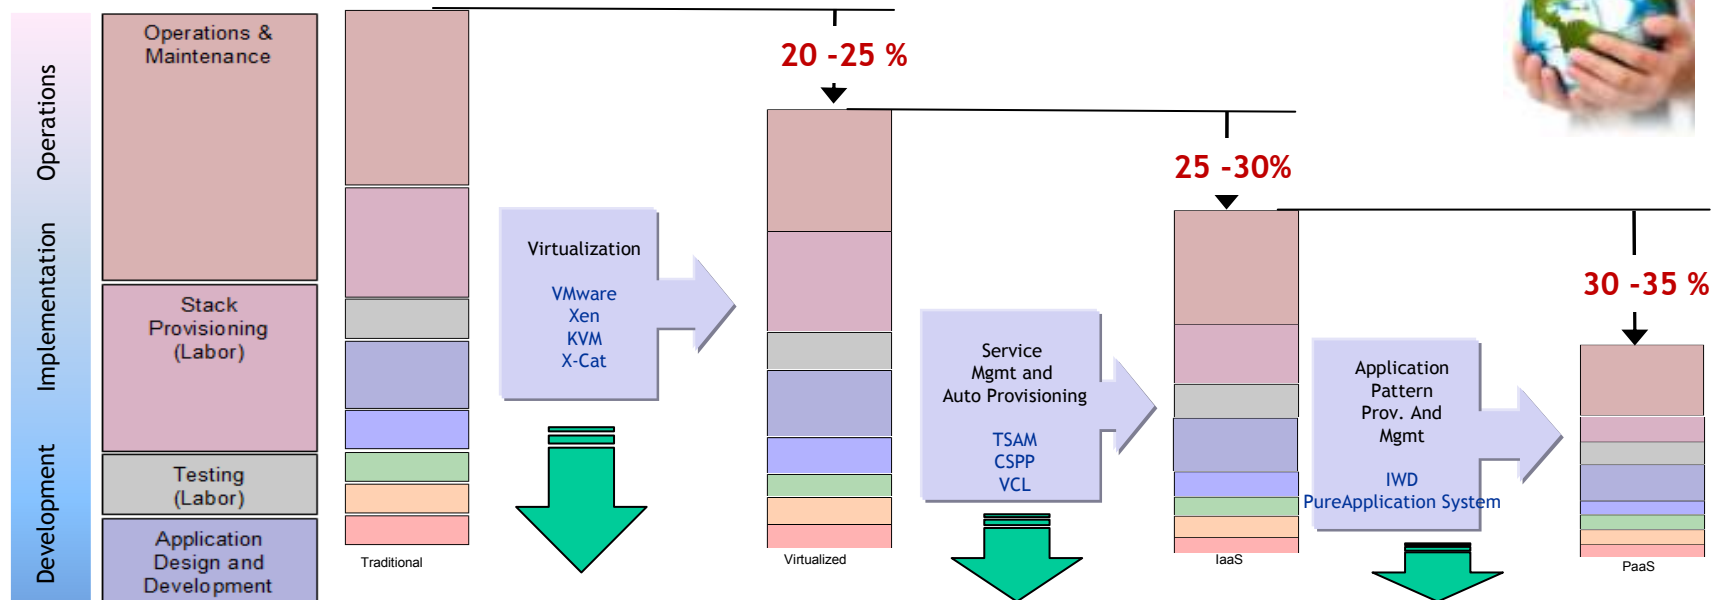 Operations
Implementation
Development
Operations &
Maintenance
Stack
Provisioning
(Labor)
Testing
(Labor)
Application
Design and
Development
Traditional
Virtualization
VMware
Xen
KVM
X-Cat
20 -25 %
Virtualized
Service
Mgmt and
Auto Provisioning
TSAM
CSPP
VCL
25 -30%
IaaS
Application
Pattern
Prov. And
Mgmt
IWD
PureApplication System
30 -35 %
PaaS